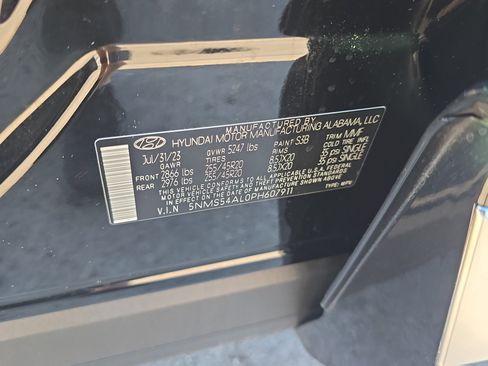 MANUFACTURED BY
HYUNDAI MOTOR MANUFACTURING ALABAMA, LLC
Jul/31/23 GVWR 5247 lbs PAINT S3B TRIM MMF
GAWR TIRES RIMS COLD TIRE INFL
FRONT 2866 lbs 255/45R20 8.5JX20 35 psi SINGLE
REAR 2976 lbs 255/45R20 8.5JX20 35 psi SINGLE
THIS VEHICLE CONFORMS TO ALL APPLICABLE FEDERAL
MOTOR VEHICLE SAFETY AND THEFT PREVENTION STANDARDS
IN EFFECT ON THE DATE OF MANUFACTURE SHOWN ABOVE.
V.I.N 5NMS54AL0PH607911 TYPE: MPV